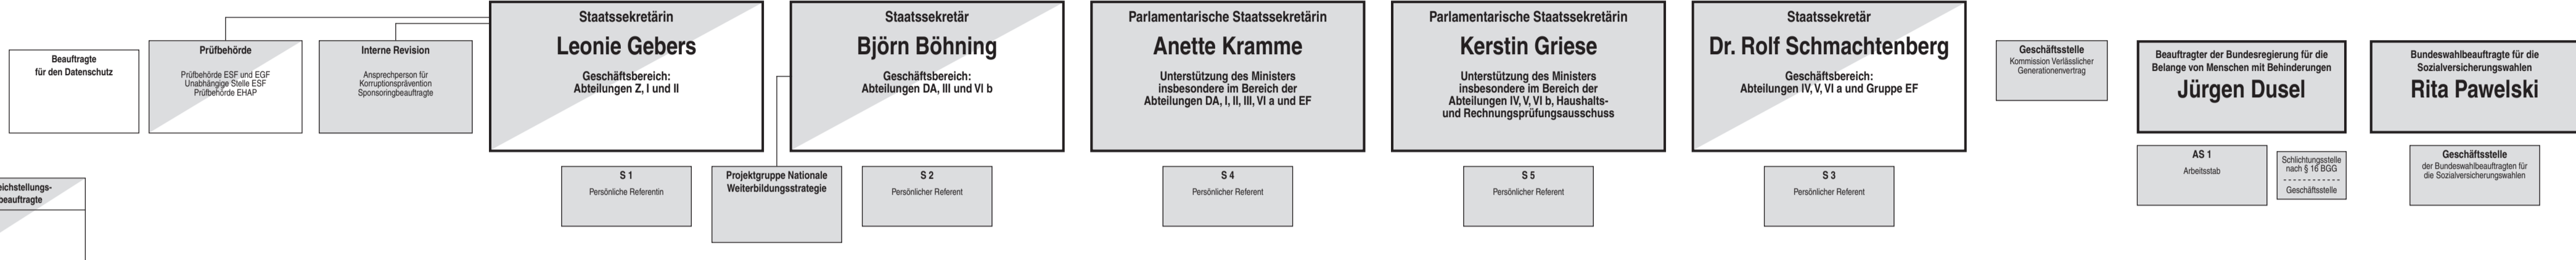 Beauftragte
für den Datenschutz
Prüfbehörde
Prüfbehörde ESF und EGF
Unabhängige Stelle ESF
Prüfbehörde EHAP
Interne Revision
Ansprechperson für
Korruptionsprävention
Sponsoringbeauftragte
Staatssekretärin
Leonie Gebers
Geschäftsbereich:
Abteilungen Z, I und II
Staatssekretär
Björn Böhning
Geschäftsbereich:
Abteilungen DA, III und VI b
Parlamentarische Staatssekretärin
Anette Kramme
Unterstützung des Ministers
insbesondere im Bereich der
Abteilungen DA, I, II, III, VI a und EF
Parlamentarische Staatssekretärin
Kerstin Griese
Unterstützung des Ministers
insbesondere im Bereich der
Abteilungen IV, V, VI b, Haushalts-
und Rechnungsprüfungsausschuss
Staatssekretär
Dr. Rolf Schmachtenberg
Geschäftsbereich:
Abteilungen IV, V, VI a und Gruppe EF
Geschäftsstelle
Kommission Verlässlicher
Generationenvertrag
Beauftragter der Bundesregierung für die
Belange von Menschen mit Behinderungen
Jürgen Dusel
Bundeswahlbeauftragte für die
Sozialversicherungswahlen
Rita Pawelski
eichstellungs-
beauftragte
S 1
Persönliche Referentin
Projektgruppe Nationale
Weiterbildungsstrategie
S 2
Persönlicher Referent
S 4
Persönlicher Referent
S 5
Persönlicher Referent
S 3
Persönlicher Referent
AS 1
Arbeitsstab
Schlichtungsstelle
nach § 16 BGG
Geschäftsstelle
Geschäftsstelle
der Bundeswahlbeauftragten für
die Sozialversicherungswahlen